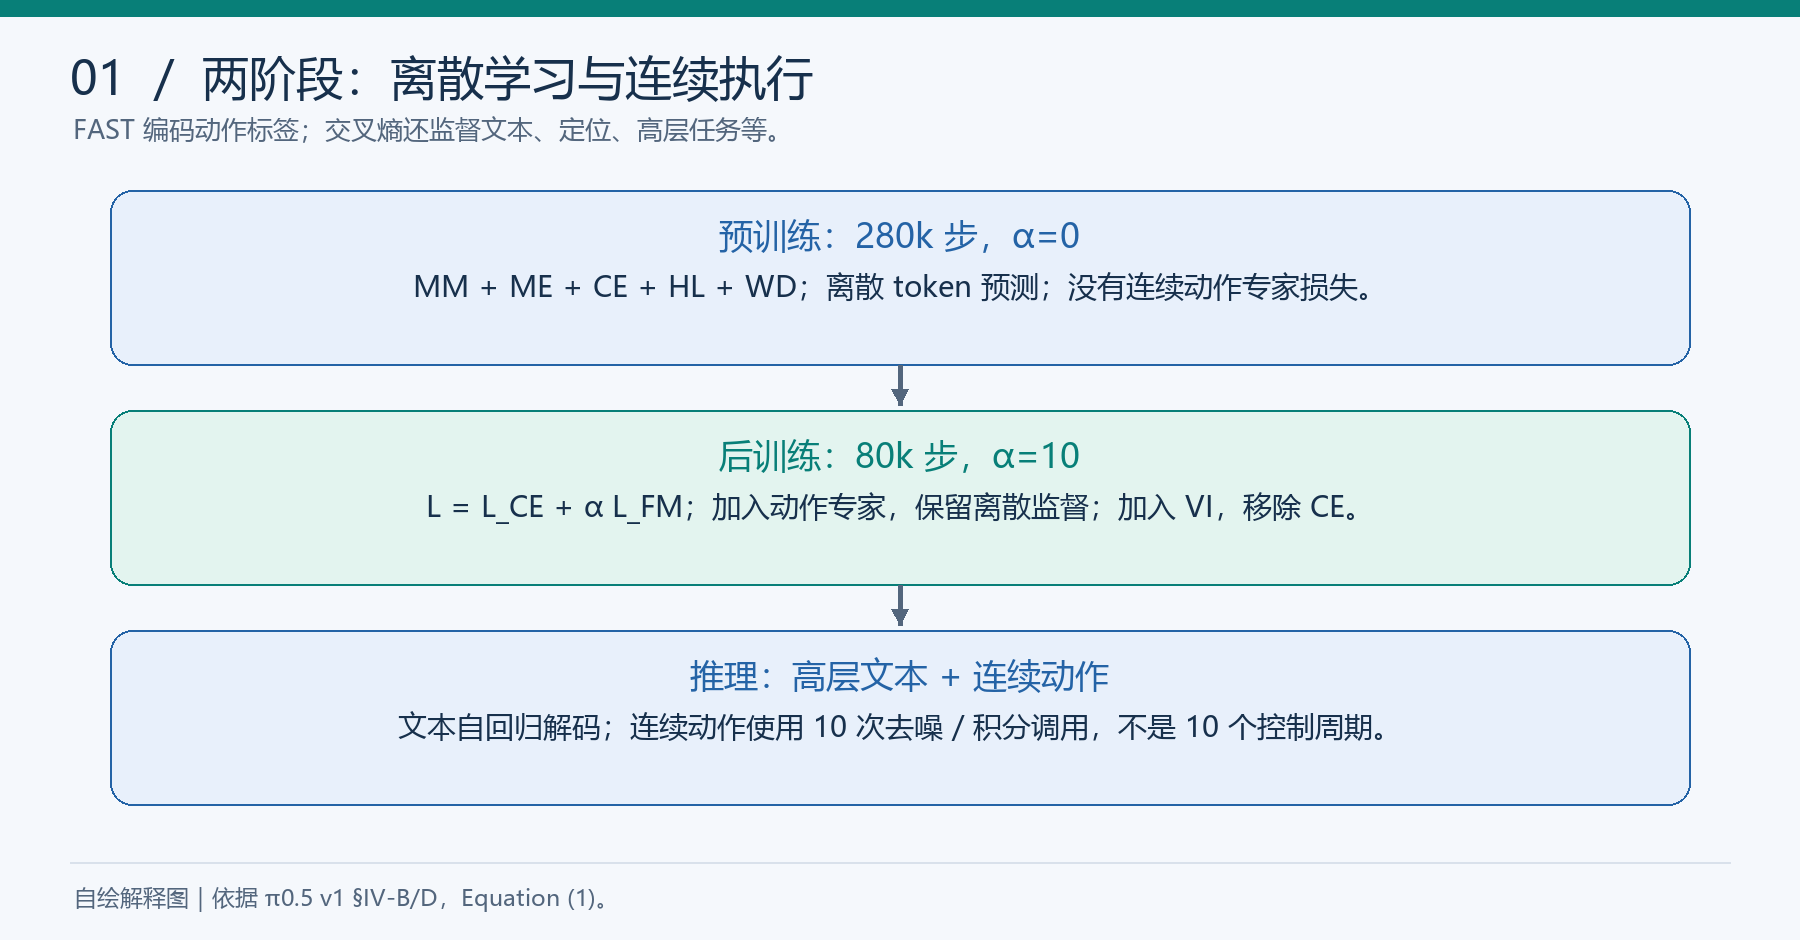 01 / 两阶段：离散学习与连续执行
FAST 编码动作标签；交叉熵还监督文本、定位、高层任务等。
预训练：280k 步，α=0
MM + ME + CE + HL + WD；离散 token 预测；没有连续动作专家损失。
后训练：80k 步，α=10
L = L_CE + α L_FM；加入动作专家，保留离散监督；加入 VI，移除 CE。
推理：高层文本 + 连续动作
文本自回归解码；连续动作使用 10 次去噪 / 积分调用，不是 10 个控制周期。
自绘解释图 | 依据 π0.5 v1 §IV-B/D，Equation (1)。